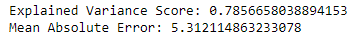 Explained Variance Score: 0.7856658038894153
Mean Absolute Error: 5.312114863233078